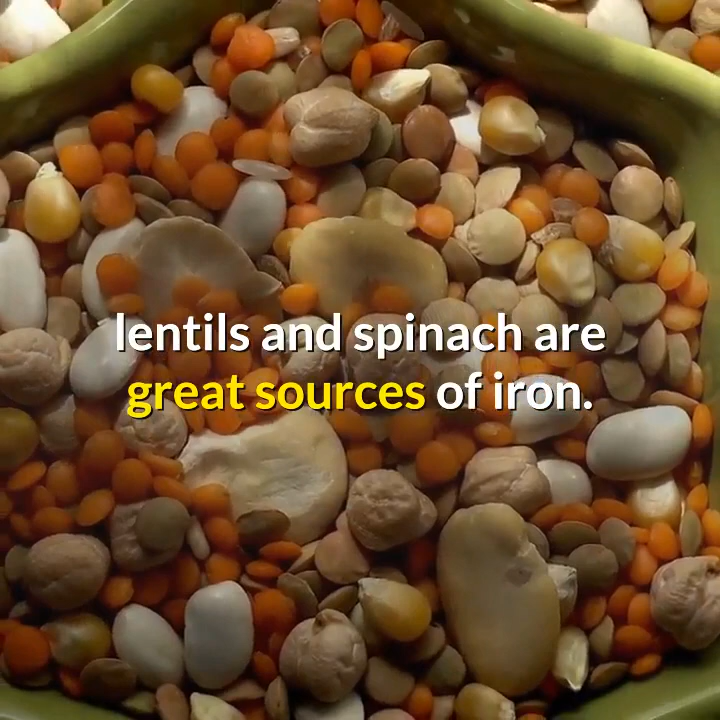 lentils and spinach are
great sources of iron.